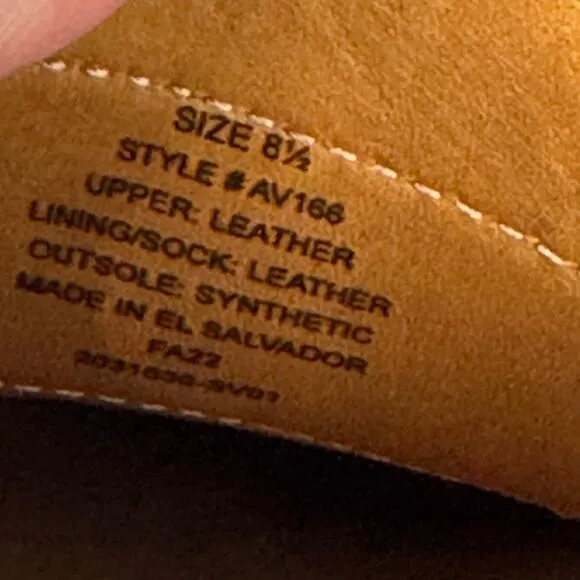 SIZE 8½
STYLE # AV166
UPPER: LEATHER
LINING/SOCK: LEATHER
OUTSOLE: SYNTHETIC
MADE IN EL SALVADOR
FA22